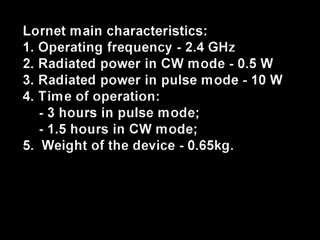 Lornet main characteristics:
1. Operating frequency - 2.4 GHz
2. Radiated power in CW mode - 0.5 W
3. Radiated power in pulse mode - 10 W
4. Time of operation:
- 3 hours in pulse mode;
- 1.5 hours in CW mode;
5. Weight of the device - 0.65kg.